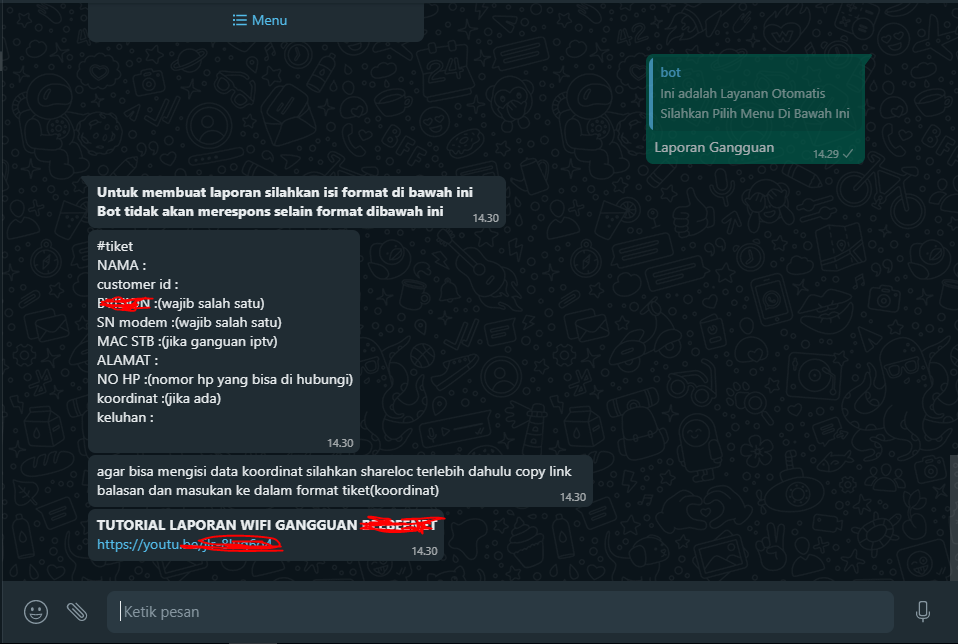 Menu
bot
Ini adalah Layanan Otomatis
Silahkan Pilih Menu Di Bawah Ini
Laporan Gangguan
14.29
Untuk membuat laporan silahkan isi format di bawah ini
Bot tidak akan merespons selain format dibawah ini
14.30
#tiket
NAMA :
customer id :
:(wajib salah satu)
SN modem :(wajib salah satu)
MAC STB :(jika ganguan iptv)
ALAMAT :
NO HP :(nomor hp yang bisa di hubungi)
koordinat :(jika ada)
keluhan :
14.30
agar bisa mengisi data koordinat silahkan shareloc terlebih dahulu copy link
balasan dan masukan ke dalam format tiket(koordinat)
14.30
TUTORIAL LAPORAN WIFI GANGGUAN
https://youtu.be/
14.30
Ketik pesan